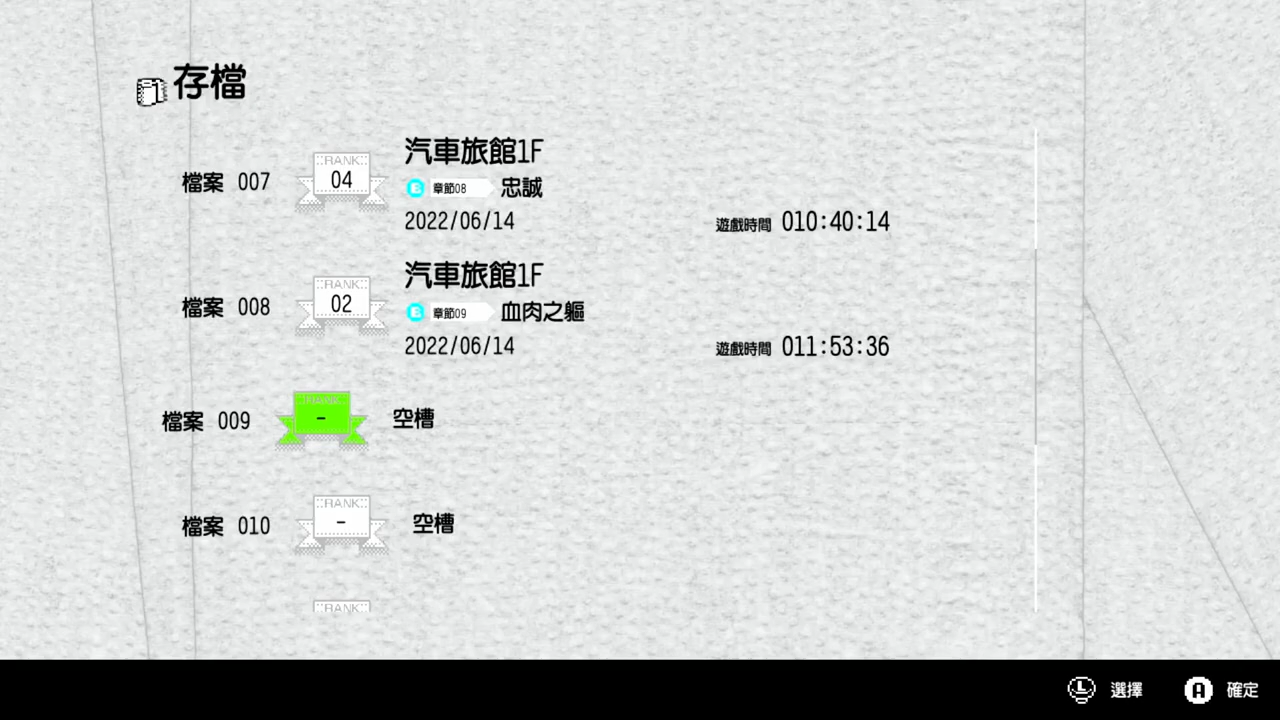 存檔
檔案 007
RANK
04
汽車旅館1F
B 章節08 忠誠
2022/06/14
遊戲時間 010:40:14
檔案 008
RANK
02
汽車旅館1F
B 章節09 血肉之軀
2022/06/14
遊戲時間 011:53:36
檔案 009
RANK
-
空槽
檔案 010
RANK
-
空槽
RANK
L 選擇
A 確定